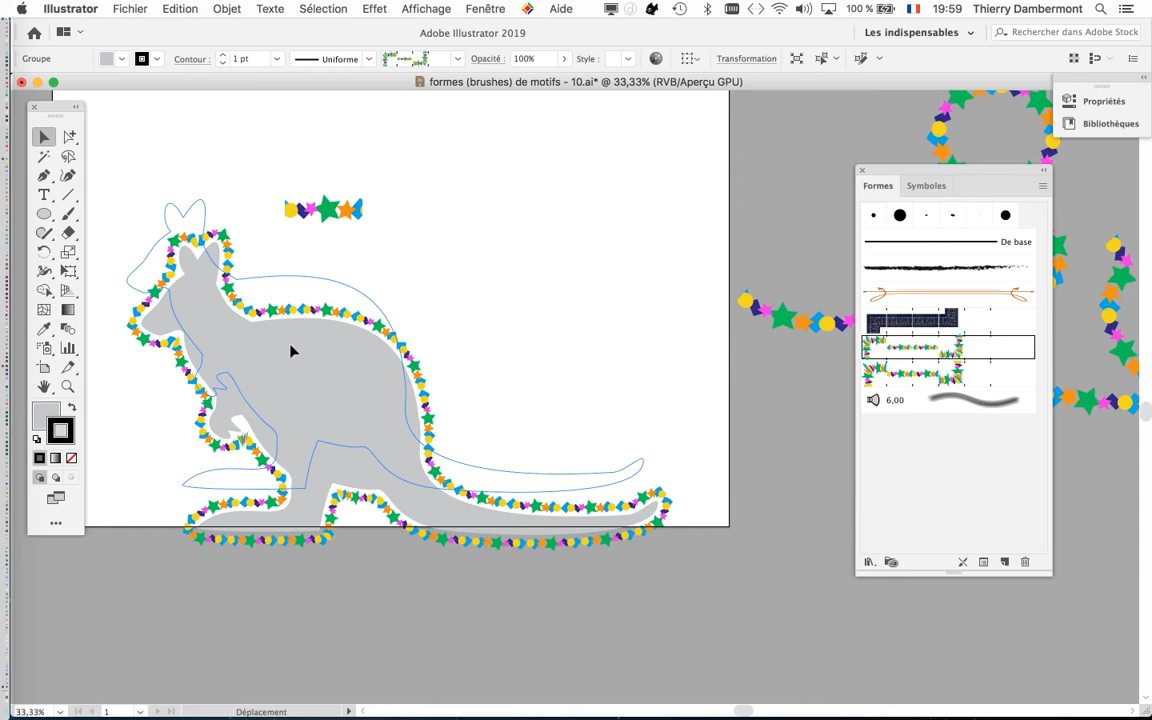 Illustrator Fichier Edition Objet Texte Sélection Effet Affichage Fenêtre Aide 100 % 19:59 Thierry Dambermont
Adobe Illustrator 2019 Les indispensables Rechercher dans Adobe Stock
Groupe Contour : 1 pt Uniforme Opacité : 100% Style : Transformation
formes (brushes) de motifs - 10.ai* @ 33,33% (RVB/Aperçu GPU)
Propriétés
Bibliothèques
Formes Symboles
De base
6,00
33,33% 1 Déplacement